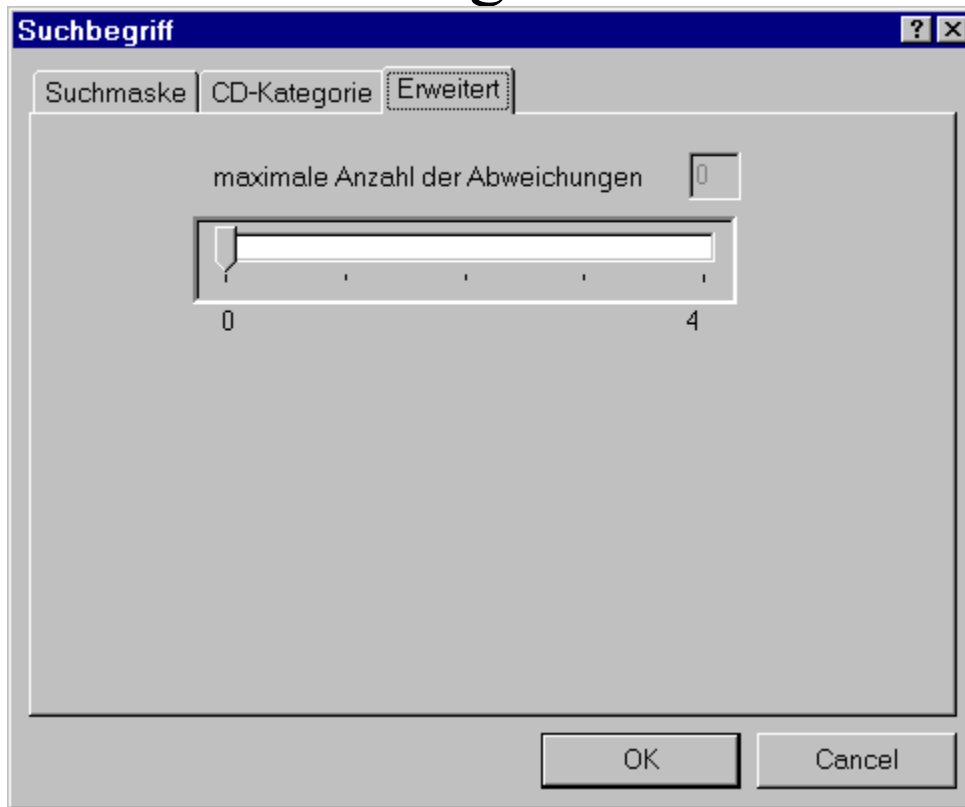 Suchbegriff
Suchmaske CD-Kategorie Erweitert
maximale Anzahl der Abweichungen 0
0 4
OK Cancel